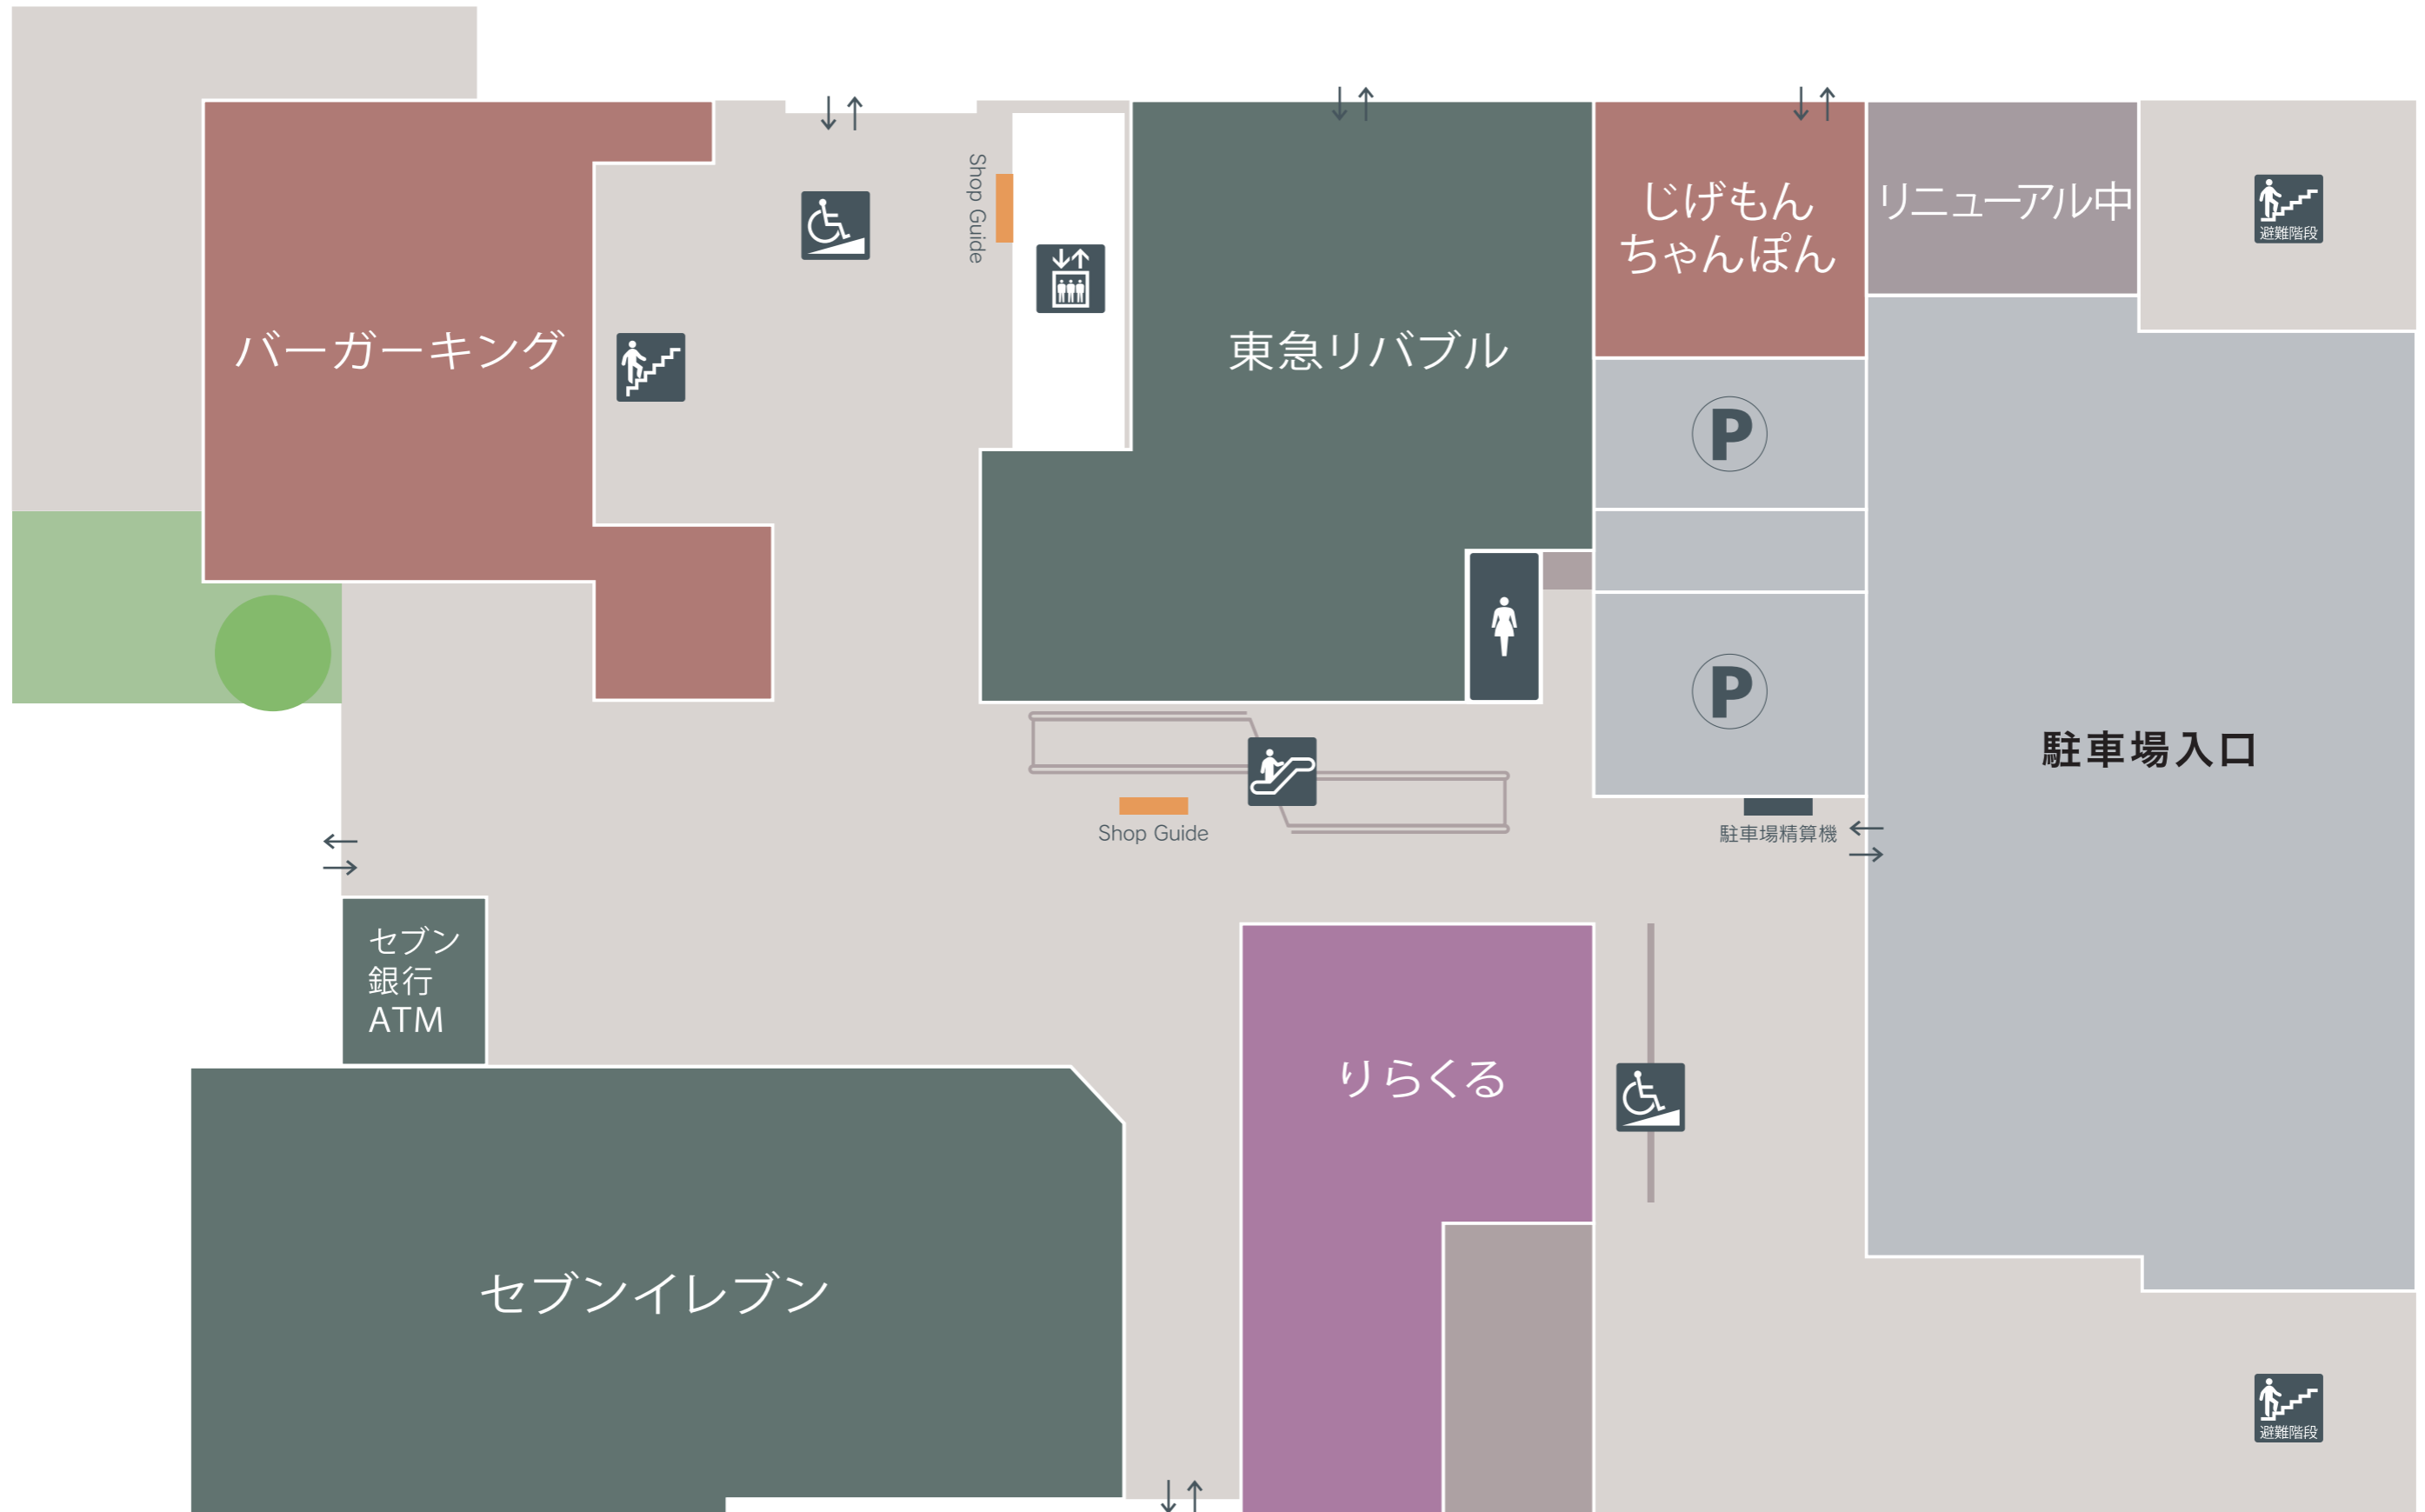 Shop Guide
避難階段
じげもん
ちゃんぽん
リニューアル中
バーガーキング
東急リバブル
P
P
駐車場入口
Shop Guide
駐車場精算機
セブン
銀行
ATM
りらくる
セブンイレブン
避難階段